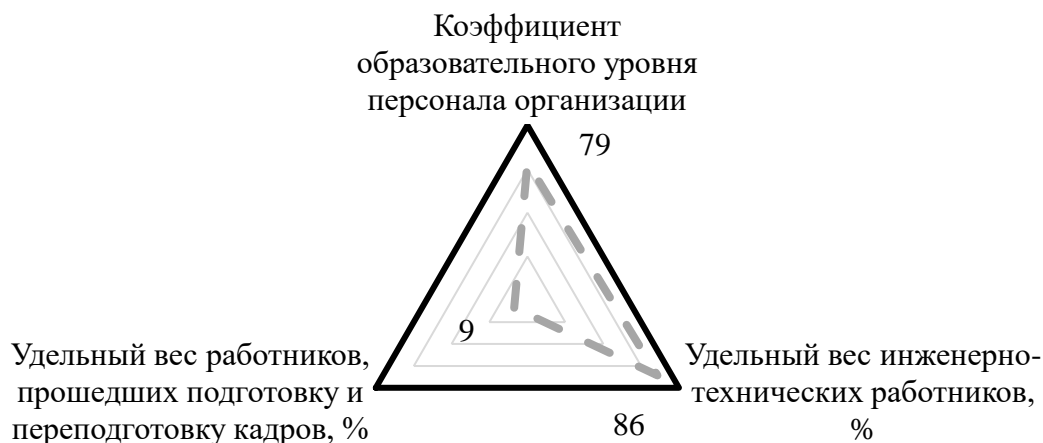 Коэффициент
образовательного уровня
персонала организации
79
9
Удельный вес работников,
прошедших подготовку и
переподготовку кадров, %
Удельный вес инженерно-
технических работников,
%
86